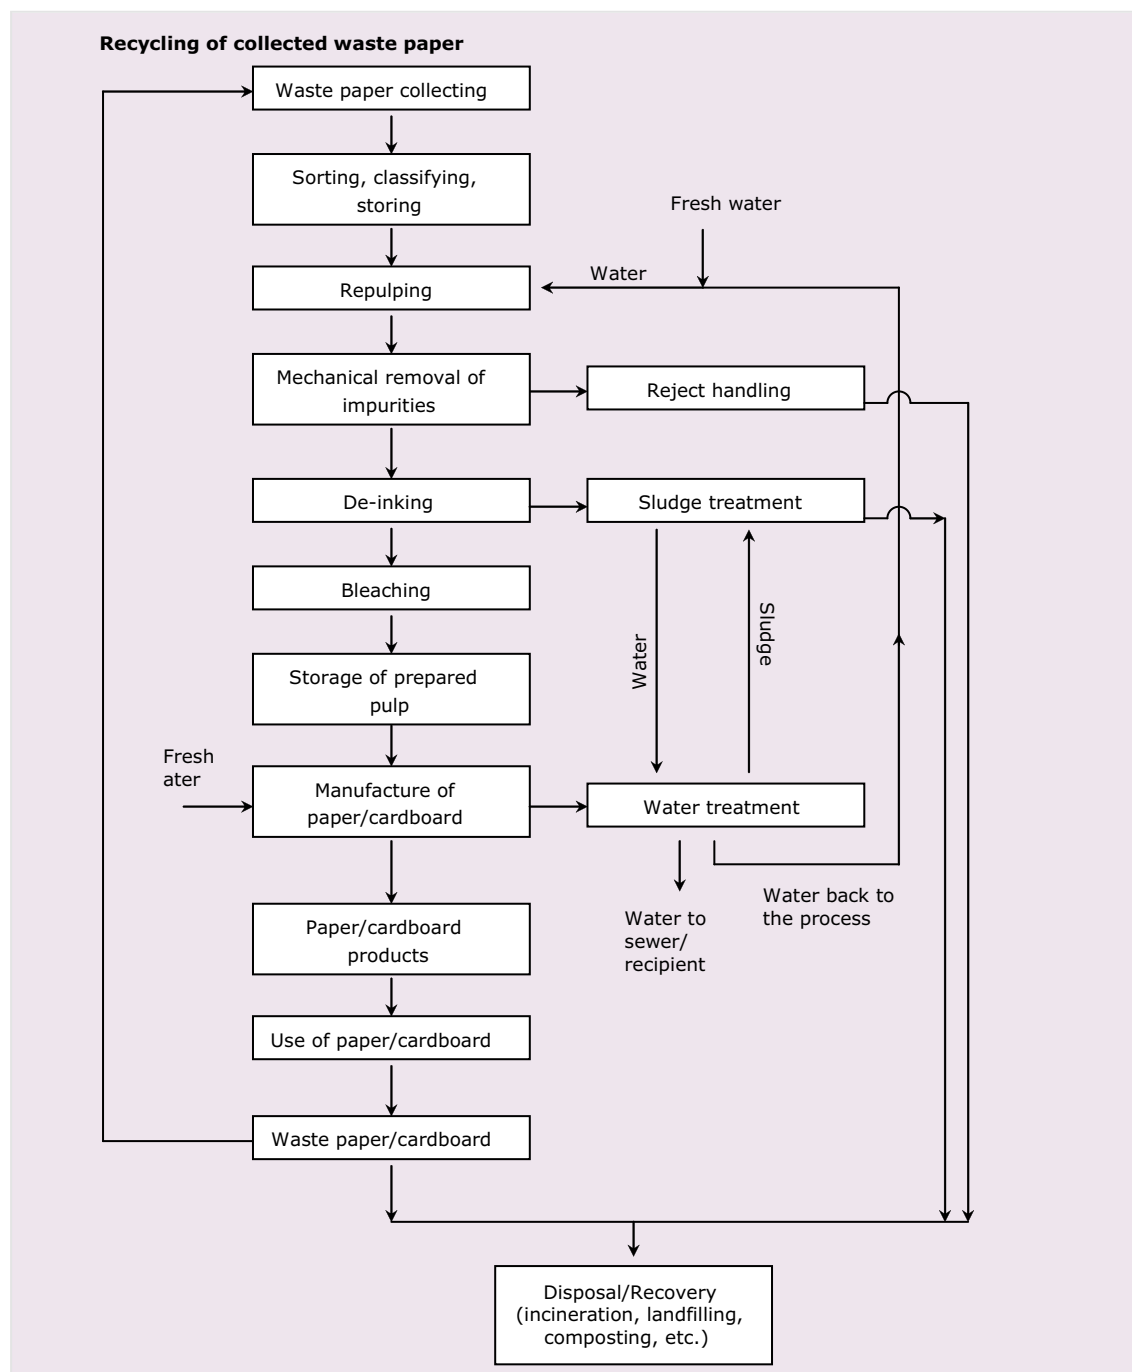 Recycling of collected waste paper
Waste paper collecting
Sorting, classifying,
storing
Fresh water
Water
Repulping
Mechanical removal of
impurities
Reject handling
De-inking
Sludge treatment
Bleaching
Water
Sludge
Storage of prepared
pulp
Fresh
ater
Manufacture of
paper/cardboard
Water treatment
Water back to
the process
Water to
sewer/
recipient
Paper/cardboard
products
Use of paper/cardboard
Waste paper/cardboard
Disposal/Recovery
(incineration, landfilling,
composting, etc.)